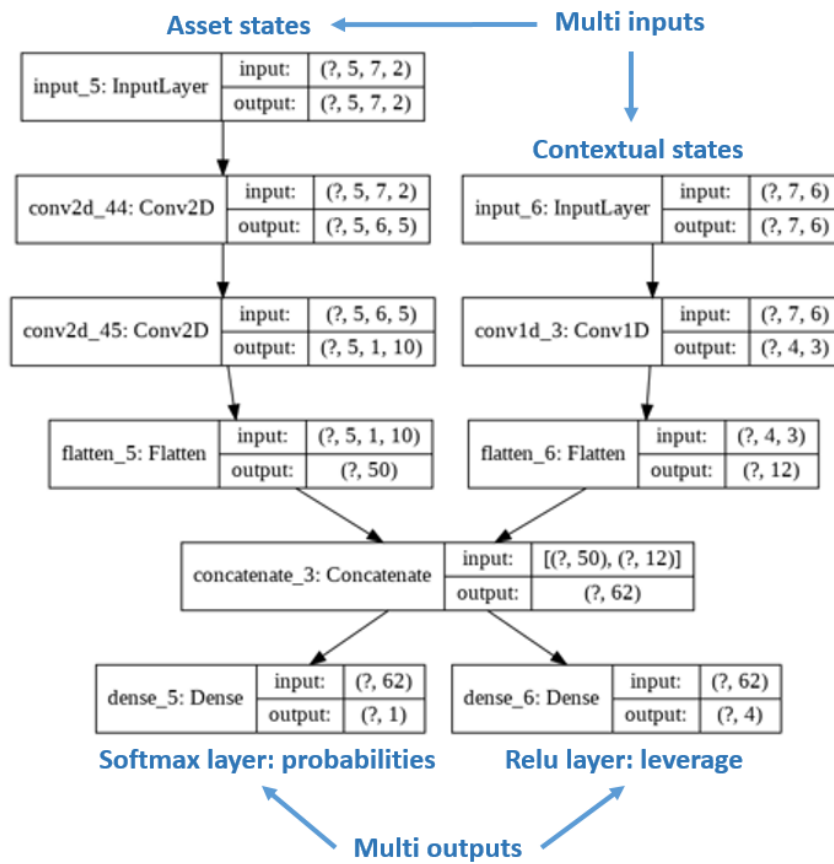 Asset states
Multi inputs
input_5: InputLayer
input:
(?, 5, 7, 2)
output:
(?, 5, 7, 2)
Contextual states
conv2d_44: Conv2D
input:
(?, 5, 7, 2)
output:
(?, 5, 6, 5)
input_6: InputLayer
input:
(?, 7, 6)
output:
(?, 7, 6)
conv2d_45: Conv2D
input:
(?, 5, 6, 5)
output:
(?, 5, 1, 10)
conv1d_3: Conv1D
input:
(?, 7, 6)
output:
(?, 4, 3)
flatten_5: Flatten
input:
(?, 5, 1, 10)
output:
(?, 50)
flatten_6: Flatten
input:
(?, 4, 3)
output:
(?, 12)
concatenate_3: Concatenate
input:
[(?, 50), (?, 12)]
output:
(?, 62)
dense_5: Dense
input:
(?, 62)
output:
(?, 1)
dense_6: Dense
input:
(?, 62)
output:
(?, 4)
Softmax layer: probabilities
Relu layer: leverage
Multi outputs